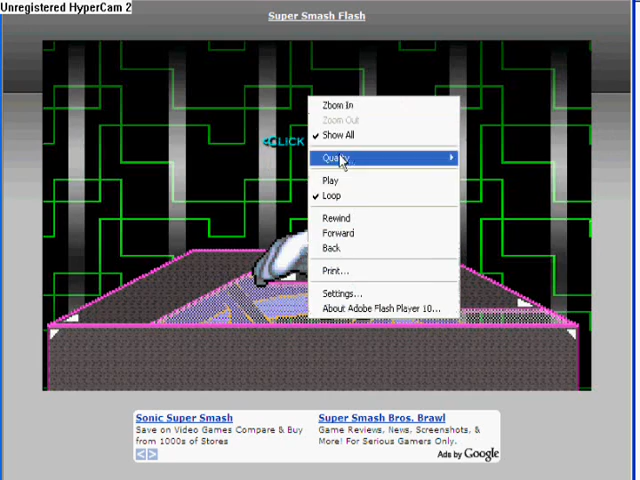 Unregistered HyperCam 2
Super Smash Flash
<CLICK
Zoom In
Zoom Out
Show All
Quality
Play
Loop
Rewind
Forward
Back
Print...
Settings...
About Adobe Flash Player 10...
Sonic Super Smash
Save on Video Games Compare & Buy
from 1000s of Stores
Super Smash Bros. Brawl
Game Reviews, News, Screenshots, &
More! For Serious Gamers Only.
Ads by Google